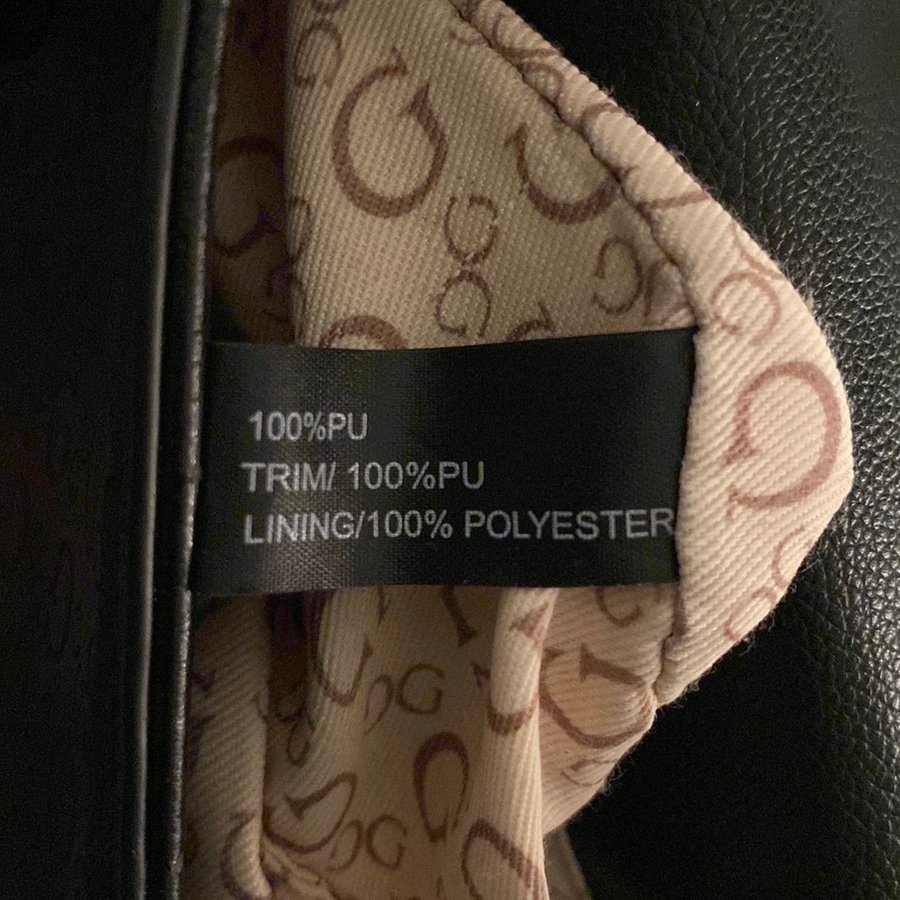 100%PU
TRIM/ 100%PU
LINING/100% POLYESTER